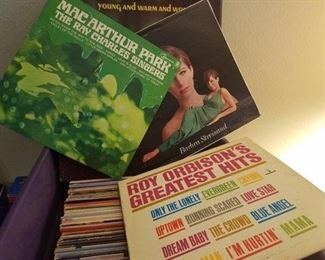 YOUNG AND WARM AND WO
MAC ARTHUR PARK
THE RAY CHARLES SINGERS
Barbra Streisand
ROY ORBISON'S
GREATEST HITS
ONLY THE LONELY EVERGREEN CRYING
UPTOWN RUNNING SCARED LOVE STAR
DREAM BABY THE CROWD BLUE ANGEL
MAN I'M HURTIN' MAMA